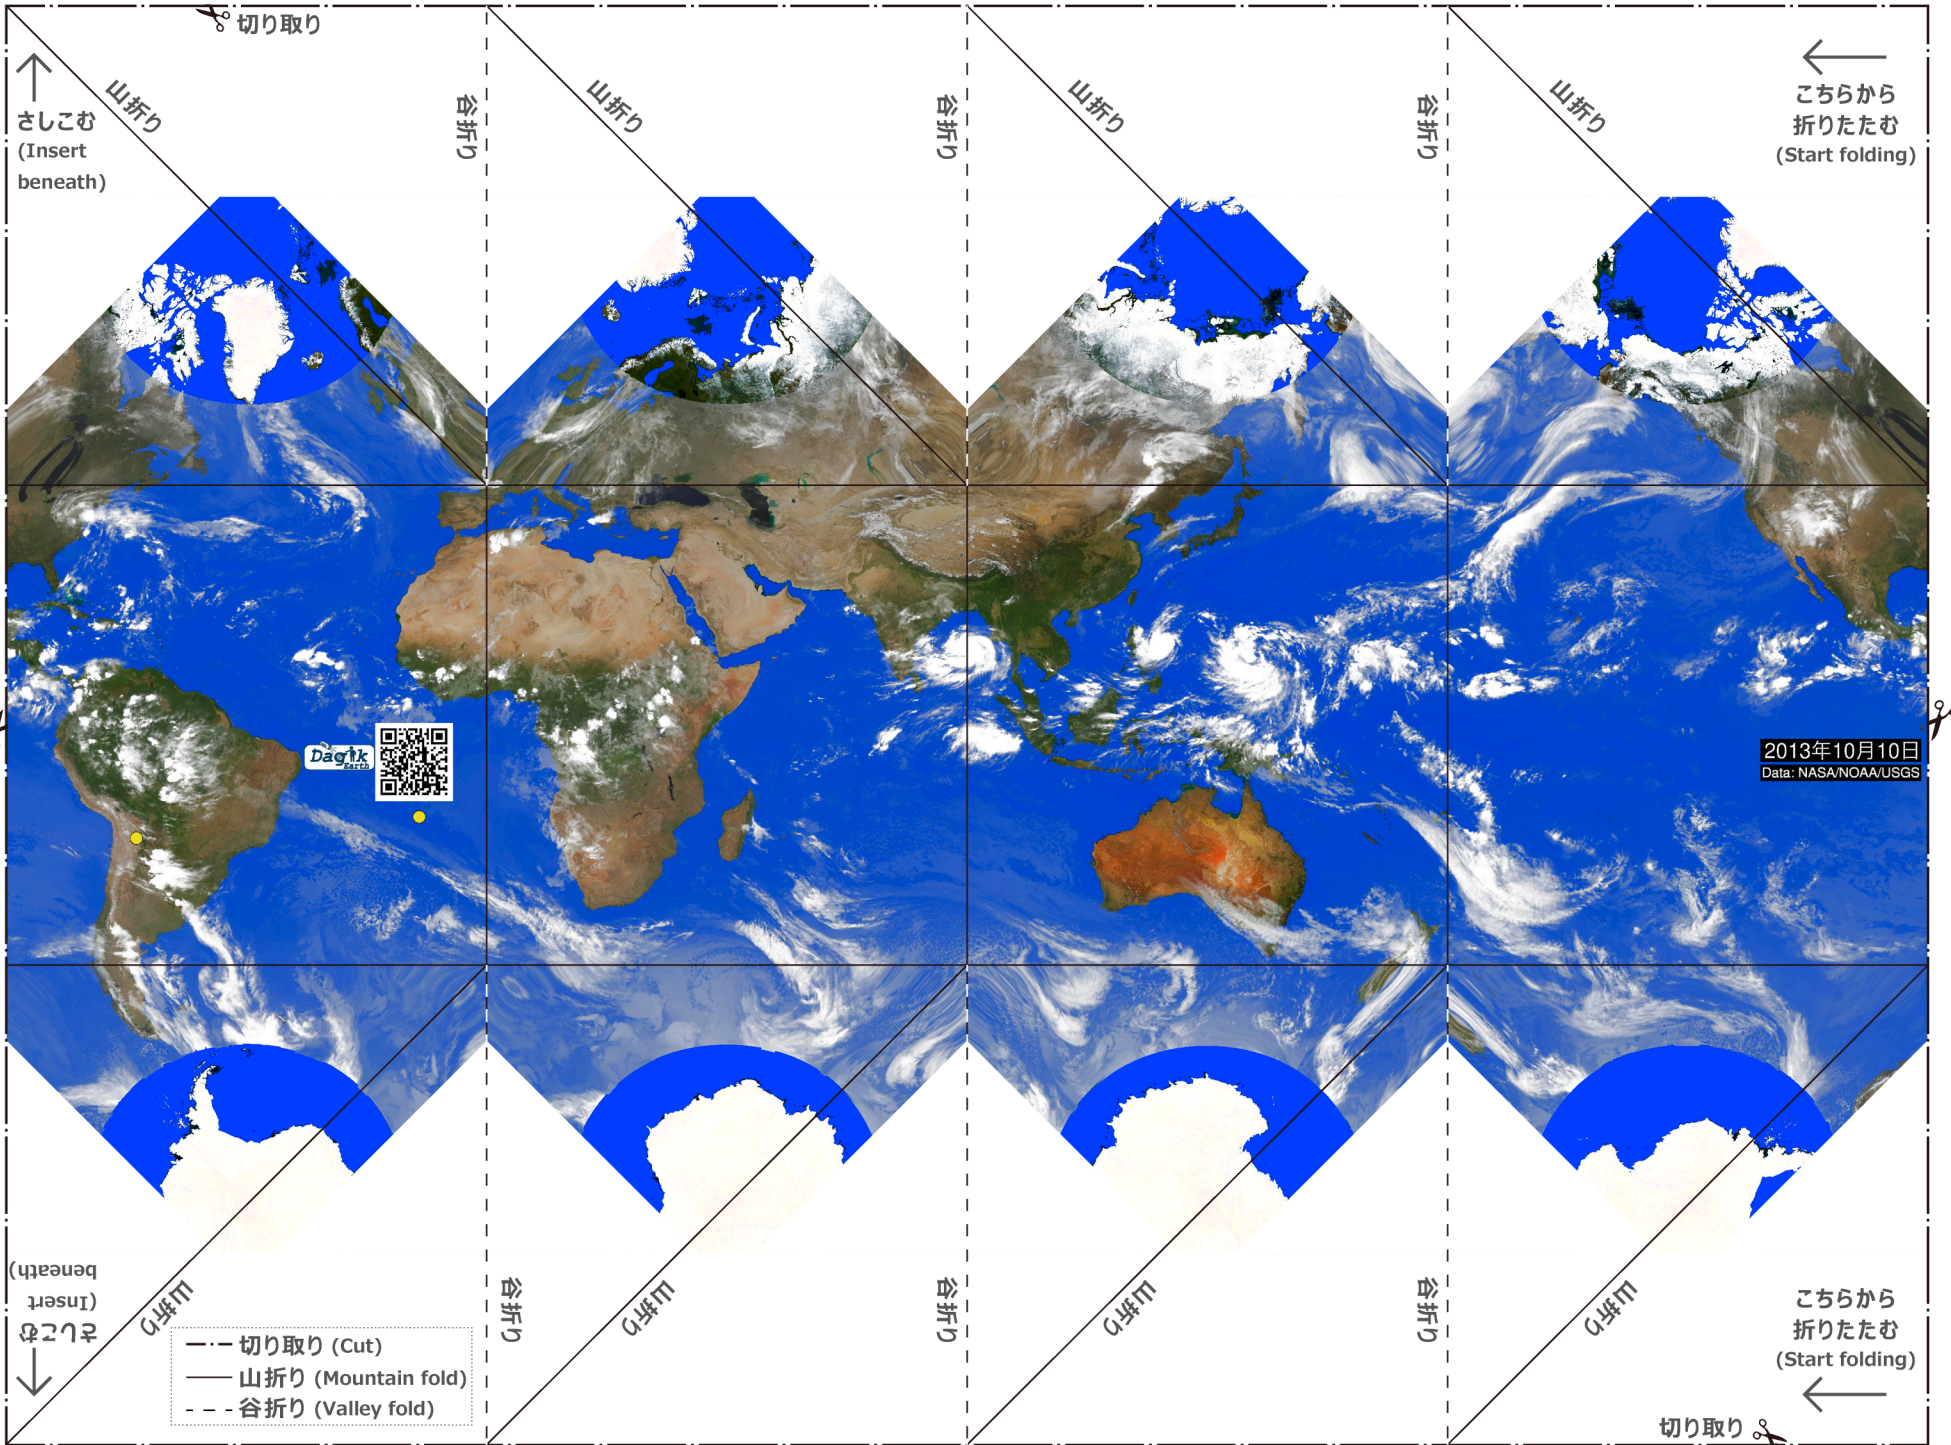 切り取り
さしこむ
(Insert
beneath)
山折り
谷折り
山折り
谷折り
山折り
谷折り
山折り
こちらから
折りたたむ
(Start folding)
Dagik
Earth
2013年10月10日
Data: NASA/NOAA/USGS
さしこむ
(Insert
beneath)
山折り
谷折り
山折り
谷折り
山折り
谷折り
山折り
こちらから
折りたたむ
(Start folding)
切り取り (Cut)
山折り (Mountain fold)
谷折り (Valley fold)
切り取り